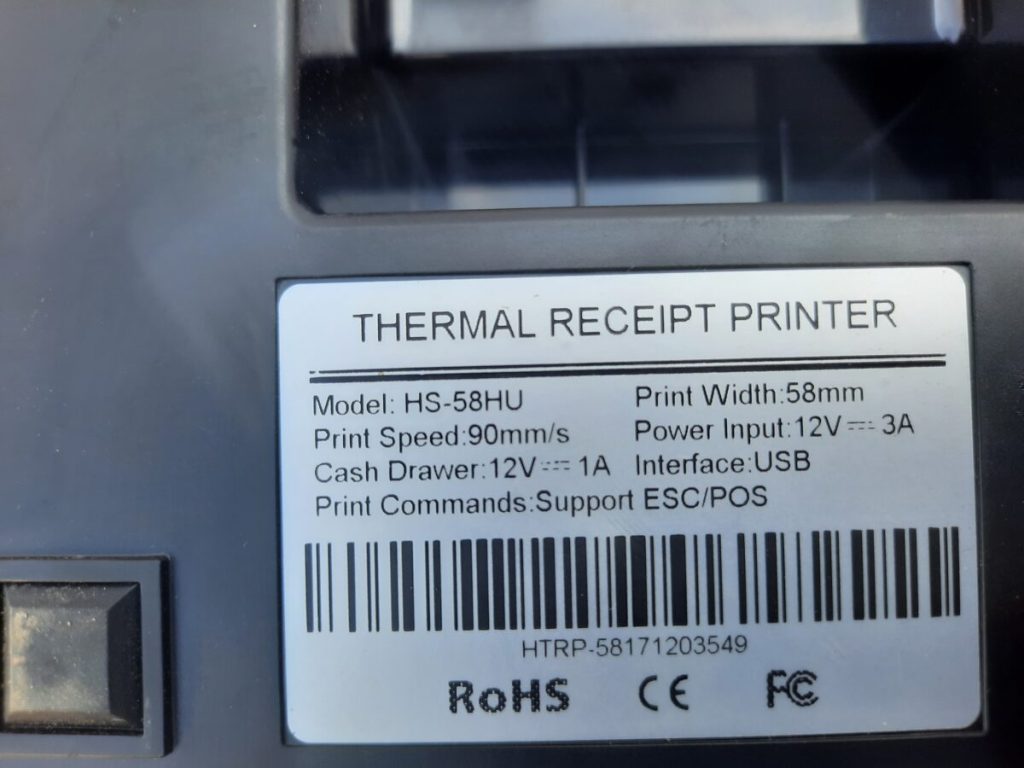 THERMAL RECEIPT PRINTER
Model: HS-58HU Print Width:58mm
Print Speed:90mm/s Power Input:12V⎓3A
Cash Drawer:12V⎓1A Interface:USB
Print Commands:Support ESC/POS
HTRP-58171203549
RoHS CE FC